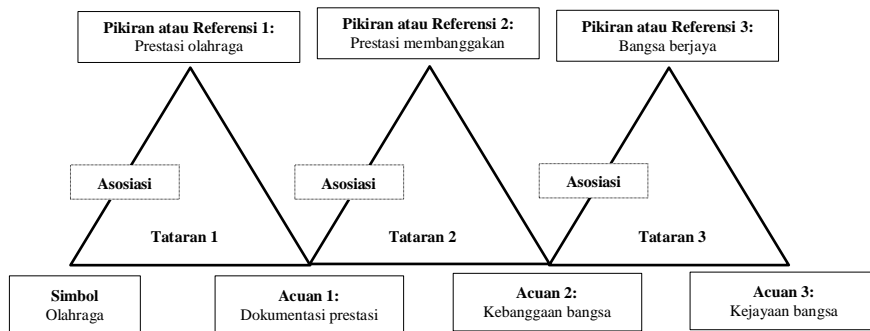 Pikiran atau Referensi 1:
Prestasi olahraga
Pikiran atau Referensi 2:
Prestasi membanggakan
Pikiran atau Referensi 3:
Bangsa berjaya
Asosiasi
Asosiasi
Asosiasi
Tataran 1
Tataran 2
Tataran 3
Simbol
Olahraga
Acuan 1:
Dokumentasi prestasi
Acuan 2:
Kebanggaan bangsa
Acuan 3:
Kejayaan bangsa